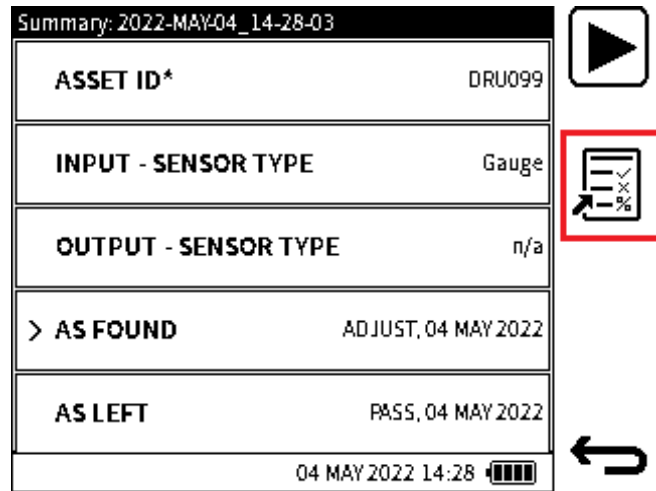 Summary: 2022-MAY-04_14-28-03
ASSET ID* DRU099
INPUT - SENSOR TYPE Gauge
OUTPUT - SENSOR TYPE n/a
> AS FOUND ADJUST, 04 MAY 2022
AS LEFT PASS, 04 MAY 2022
04 MAY 2022 14:28